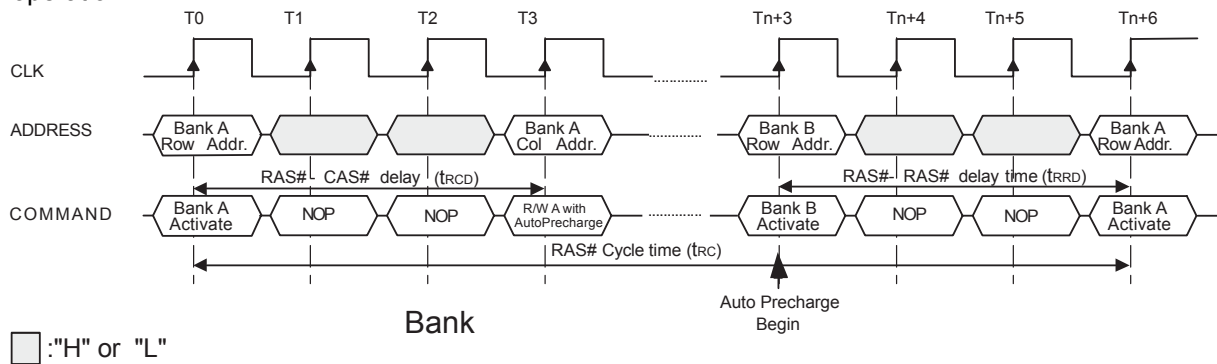 T0 T1 T2 T3 Tn+3 Tn+4 Tn+5 Tn+6
CLK
ADDRESS
Bank A Row Addr.
Bank A Col Addr.
Bank B Row Addr.
Bank A Row Addr.
RAS# - CAS# delay (tRCD)
RAS# - RAS# delay time (tRRD)
COMMAND
Bank A Activate
NOP
NOP
R/W A with AutoPrecharge
Bank B Activate
NOP
NOP
Bank A Activate
RAS# Cycle time (tRC)
Auto Precharge
Begin
Bank
:"H" or "L"